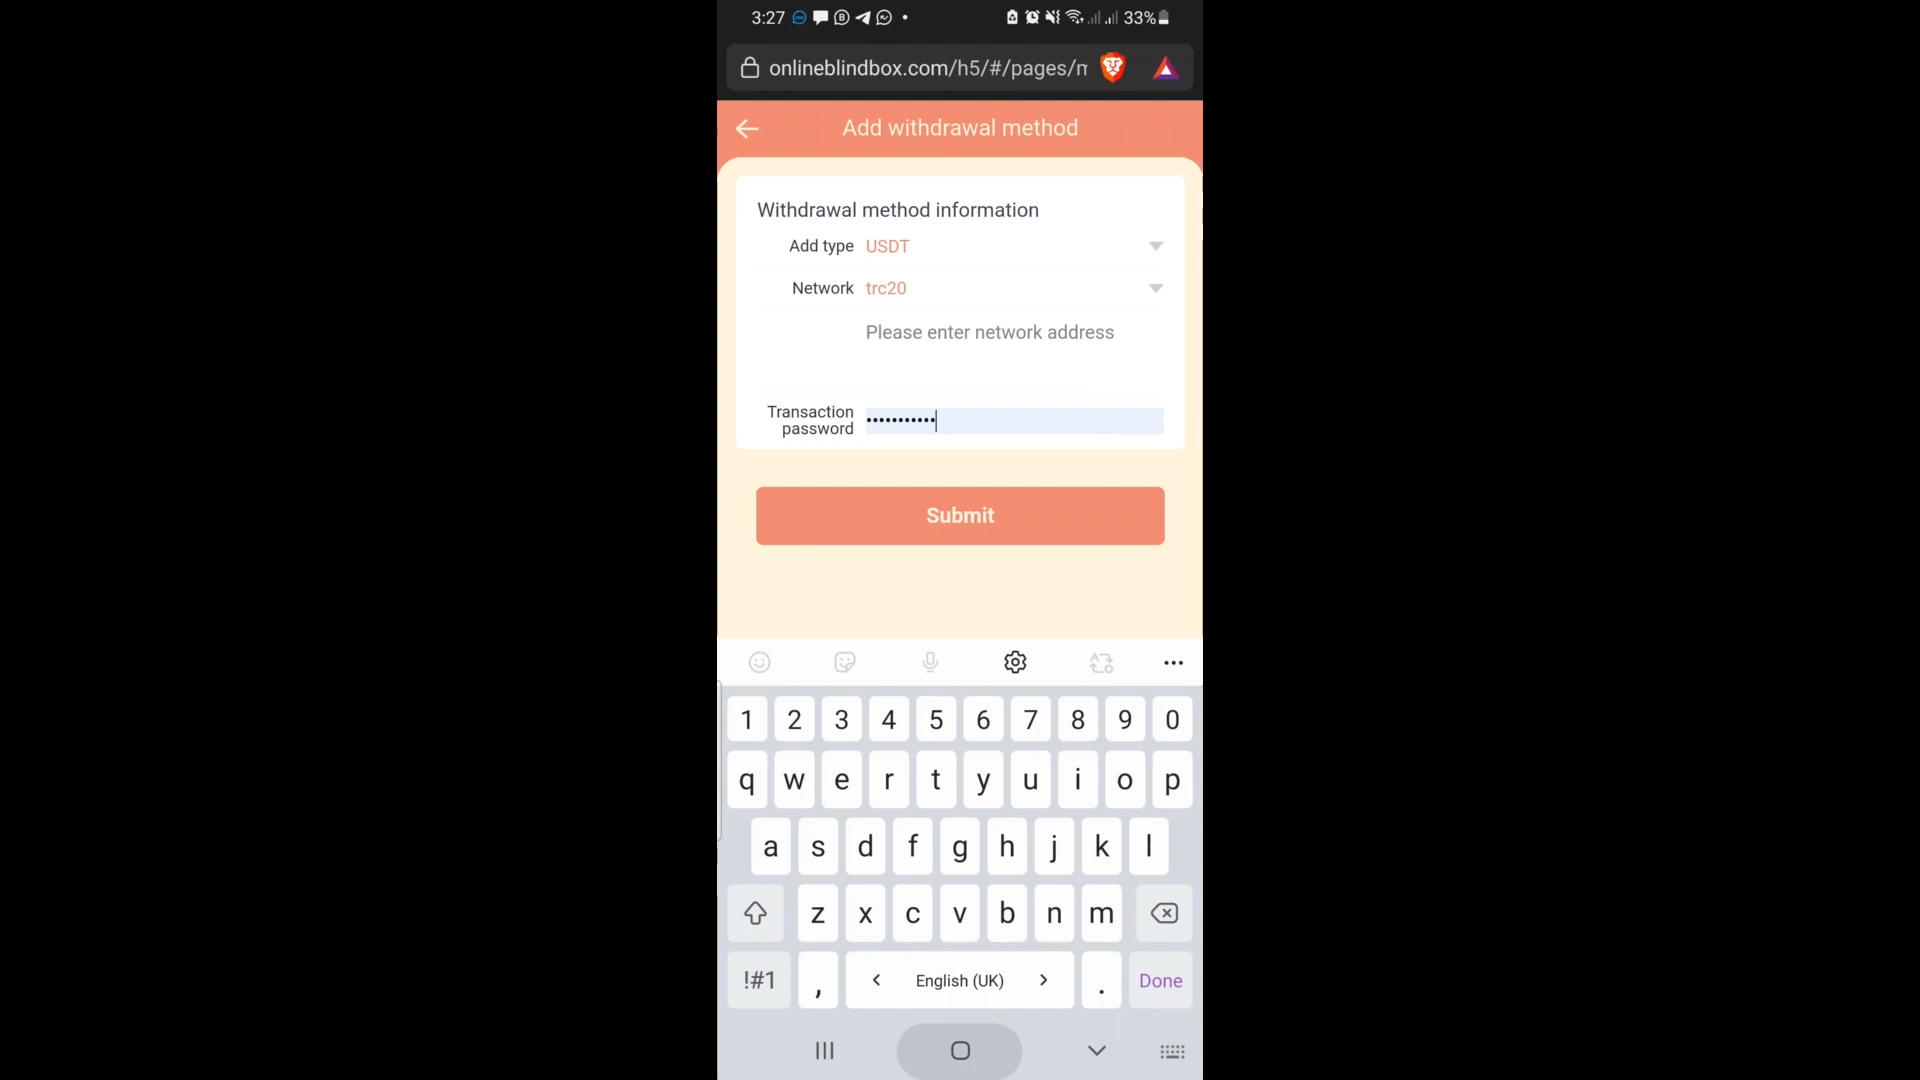 3:27 33%
onlineblindbox.com/h5/#/pages/m
Add withdrawal method
Withdrawal method information
Add type USDT
Network trc20
Please enter network address
Transaction
password •••••••••••
Submit
1 2 3 4 5 6 7 8 9 0
q w e r t y u i o p
a s d f g h j k l
z x c v b n m
!#1 , < English (UK) > . Done